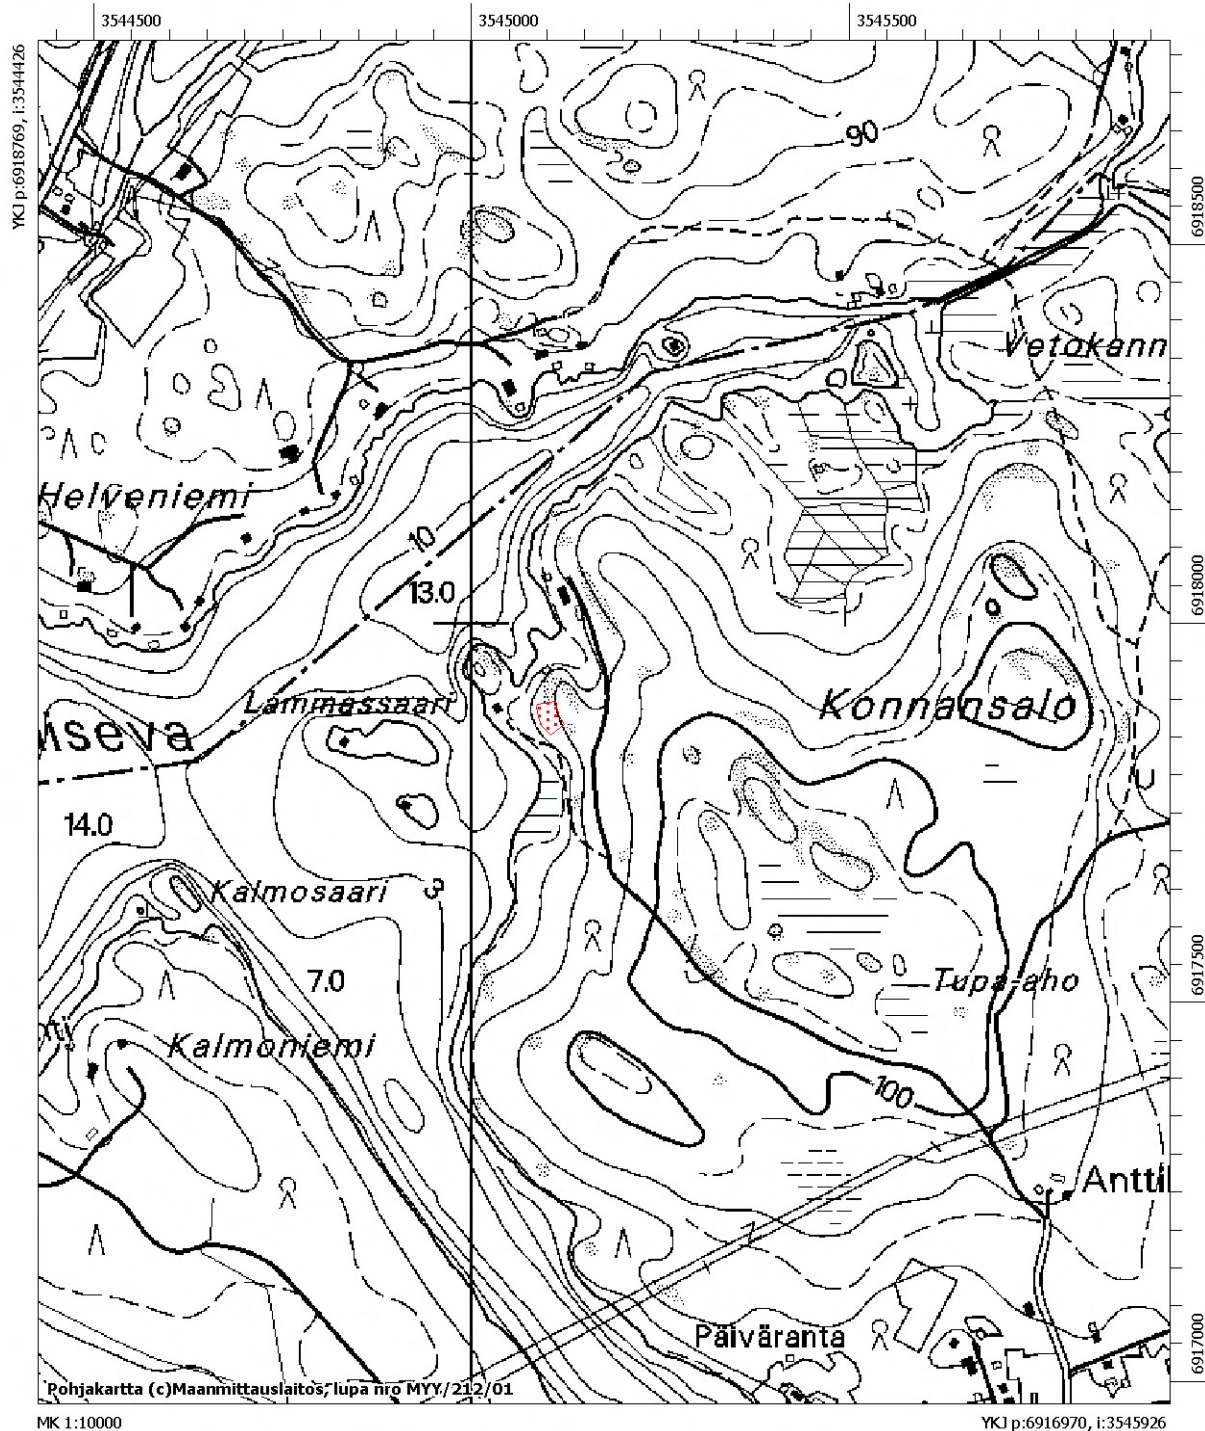 3544500
3545000
3545500
YKJ p:6918769, i:3544426
90
6918500
Vetokann
Helveniemi
10
13.0
6918000
Lammassaari
Konnansalo
14.0
Kalmosaari
3
7.0
Tupa-aho
6917500
Kalmoniemi
100
Anttil
Z
Päiväranta
6917000
Pohjakartta (c)Maanmittauslaitos, lupa nro MYY/212/01
MK 1:10000
YKJ p:6916970, i:3545926